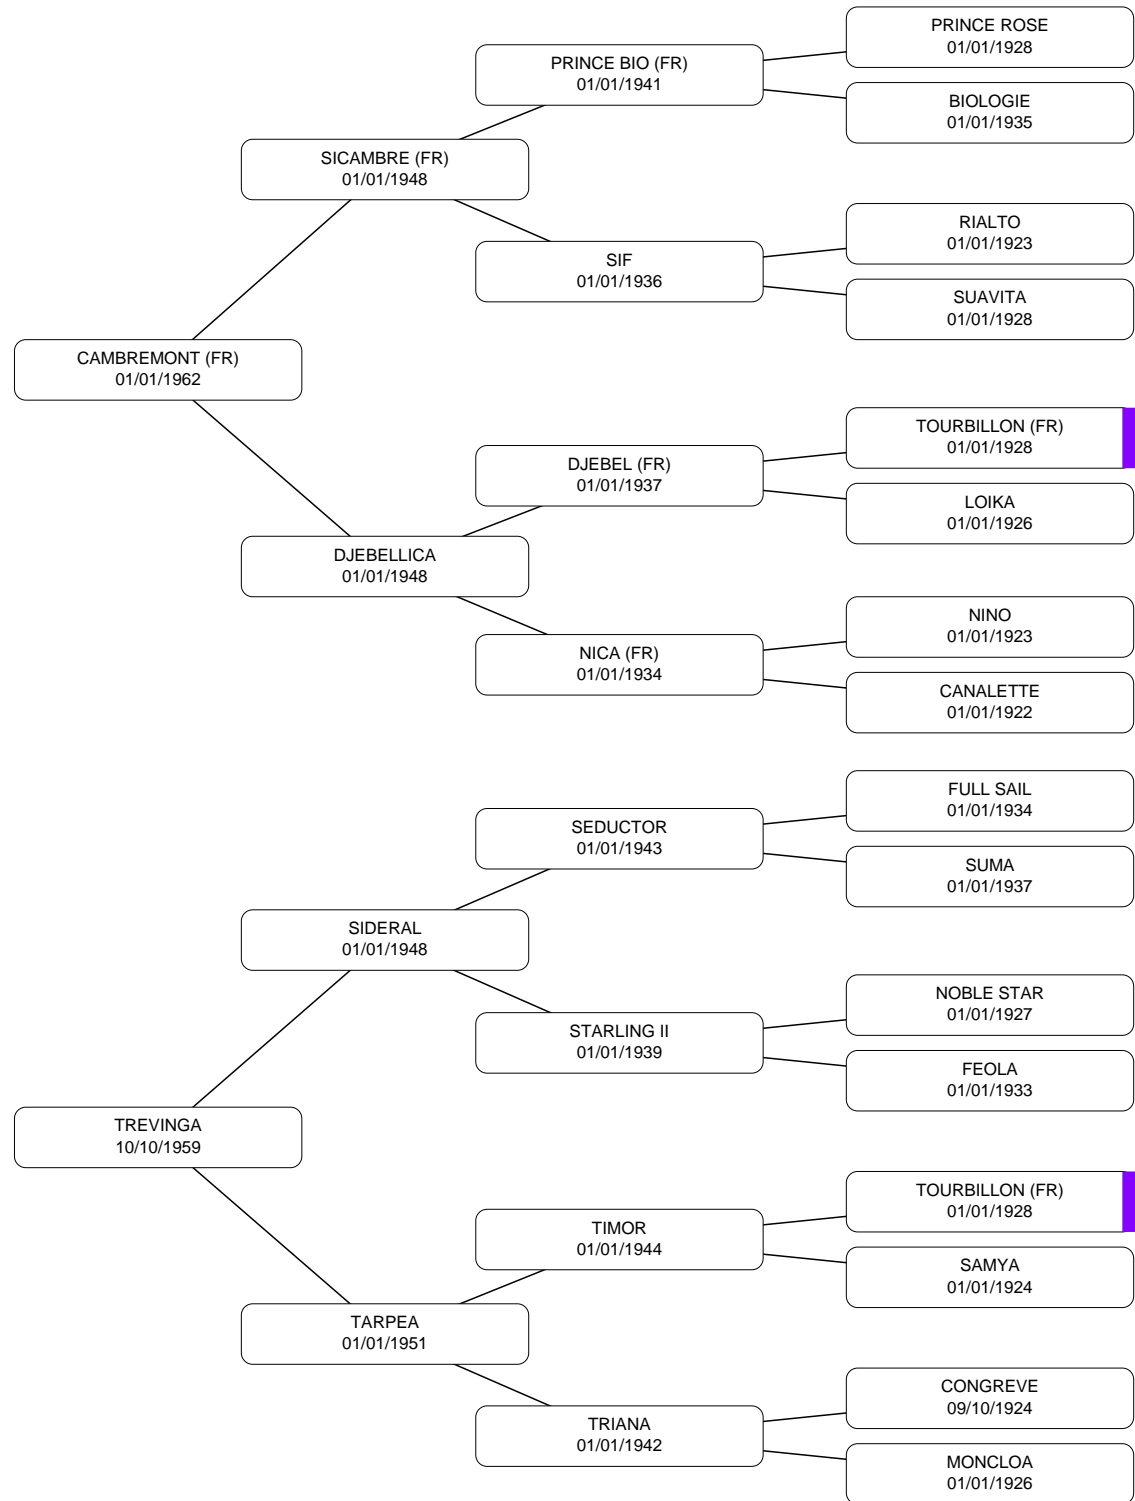 PRINCE ROSE
01/01/1928
PRINCE BIO (FR)
01/01/1941
BIOLOGIE
01/01/1935
SICAMBRE (FR)
01/01/1948
RIALTO
01/01/1923
SIF
01/01/1936
SUAVITA
01/01/1928
CAMBREMONT (FR)
01/01/1962
TOURBILLON (FR)
01/01/1928
DJEBEL (FR)
01/01/1937
LOIKA
01/01/1926
DJEBELLICA
01/01/1948
NINO
01/01/1923
NICA (FR)
01/01/1934
CANALETTE
01/01/1922
FULL SAIL
01/01/1934
SEDUCTOR
01/01/1943
SUMA
01/01/1937
SIDERAL
01/01/1948
NOBLE STAR
01/01/1927
STARLING II
01/01/1939
FEOLA
01/01/1933
TREVINGA
10/10/1959
TOURBILLON (FR)
01/01/1928
TIMOR
01/01/1944
SAMYA
01/01/1924
TARPEA
01/01/1951
CONGREVE
09/10/1924
TRIANA
01/01/1942
MONCLOA
01/01/1926